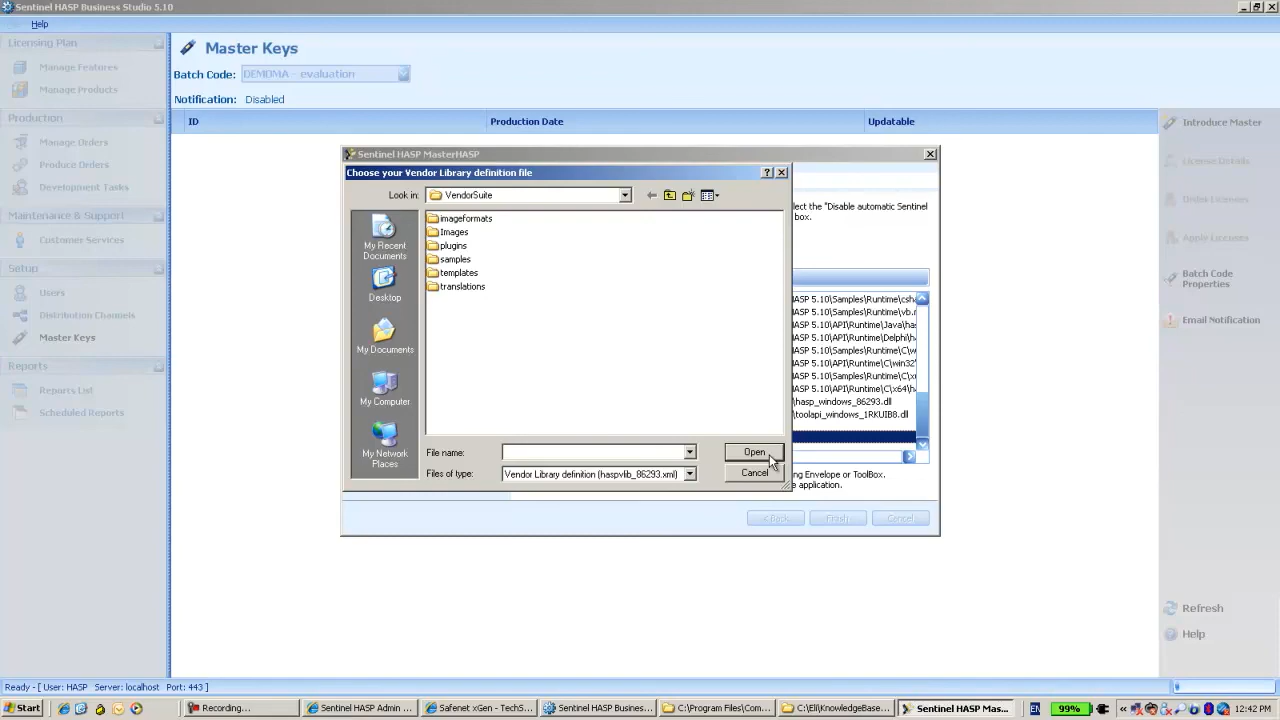 Sentinel HASP Business Studio 5.10
Help
Licensing Plan
Manage Features
Manage Products
Production
Manage Orders
Produce Orders
Development Tasks
Maintenance & Support
Customer Services
Setup
Users
Distribution Channels
Master Keys
Reports
Reports List
Scheduled Reports
Master Keys
Batch Code: DEMOMA - evaluation
Notification: Disabled
ID Production Date Updatable
Sentinel HASP MasterHASP
Choose your Vendor Library definition file
Look in: VendorSuite
My Recent Documents
Desktop
My Documents
My Computer
My Network Places
imageformats
Images
plugins
samples
templates
translations
File name:
Open
Files of type: Vendor Library definition (haspvlib_86293.xml)
Cancel
lect the "Disable automatic Sentinel
box.
ASP 5.10\Samples\Runtime\csha
ASP 5.10\Samples\Runtime\vb.n
ASP 5.10\API\Runtime\Java\has
ASP 5.10\API\Runtime\Delphi\ha
ASP 5.10\Samples\Runtime\C\w
ASP 5.10\API\Runtime\C\win32\
ASP 5.10\Samples\Runtime\C\x
ASP 5.10\API\Runtime\C\x64\ha
\hasp_windows_86293.dll
\toolapi_windows_1RKUIB8.dll
ng Envelope or ToolBox.
e application.
< Back Finish Cancel
Introduce Master
License Details
Order Licenses
Apply Licenses
Batch Code
Properties
Email Notification
Refresh
Help
Ready - [ User: HASP Server: localhost Port: 443 ]
Start
Recording...
Sentinel HASP Admin ...
Safenet xGen - TechS...
Sentinel HASP Busines...
C:\Program Files\Com...
C:\Eli\KnowledgeBase...
Sentinel HASP Mas...
EN
99%
12:42 PM